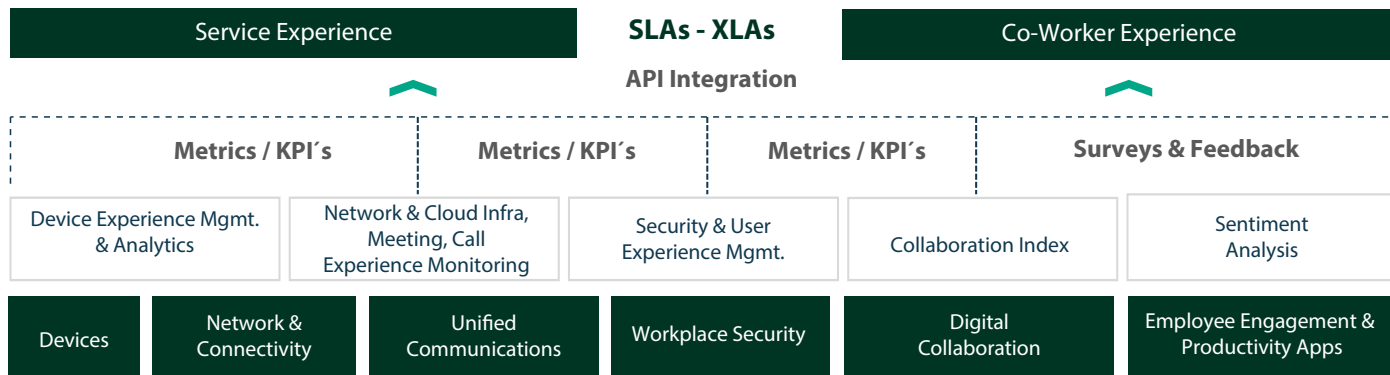 Service Experience
SLAs - XLAs
Co-Worker Experience
API Integration
Metrics / KPI´s
Metrics / KPI´s
Metrics / KPI´s
Surveys & Feedback
Device Experience Mgmt.
& Analytics
Network & Cloud Infra,
Meeting, Call
Experience Monitoring
Security & User
Experience Mgmt.
Collaboration Index
Sentiment
Analysis
Devices
Network &
Connectivity
Unified
Communications
Workplace Security
Digital
Collaboration
Employee Engagement &
Productivity Apps